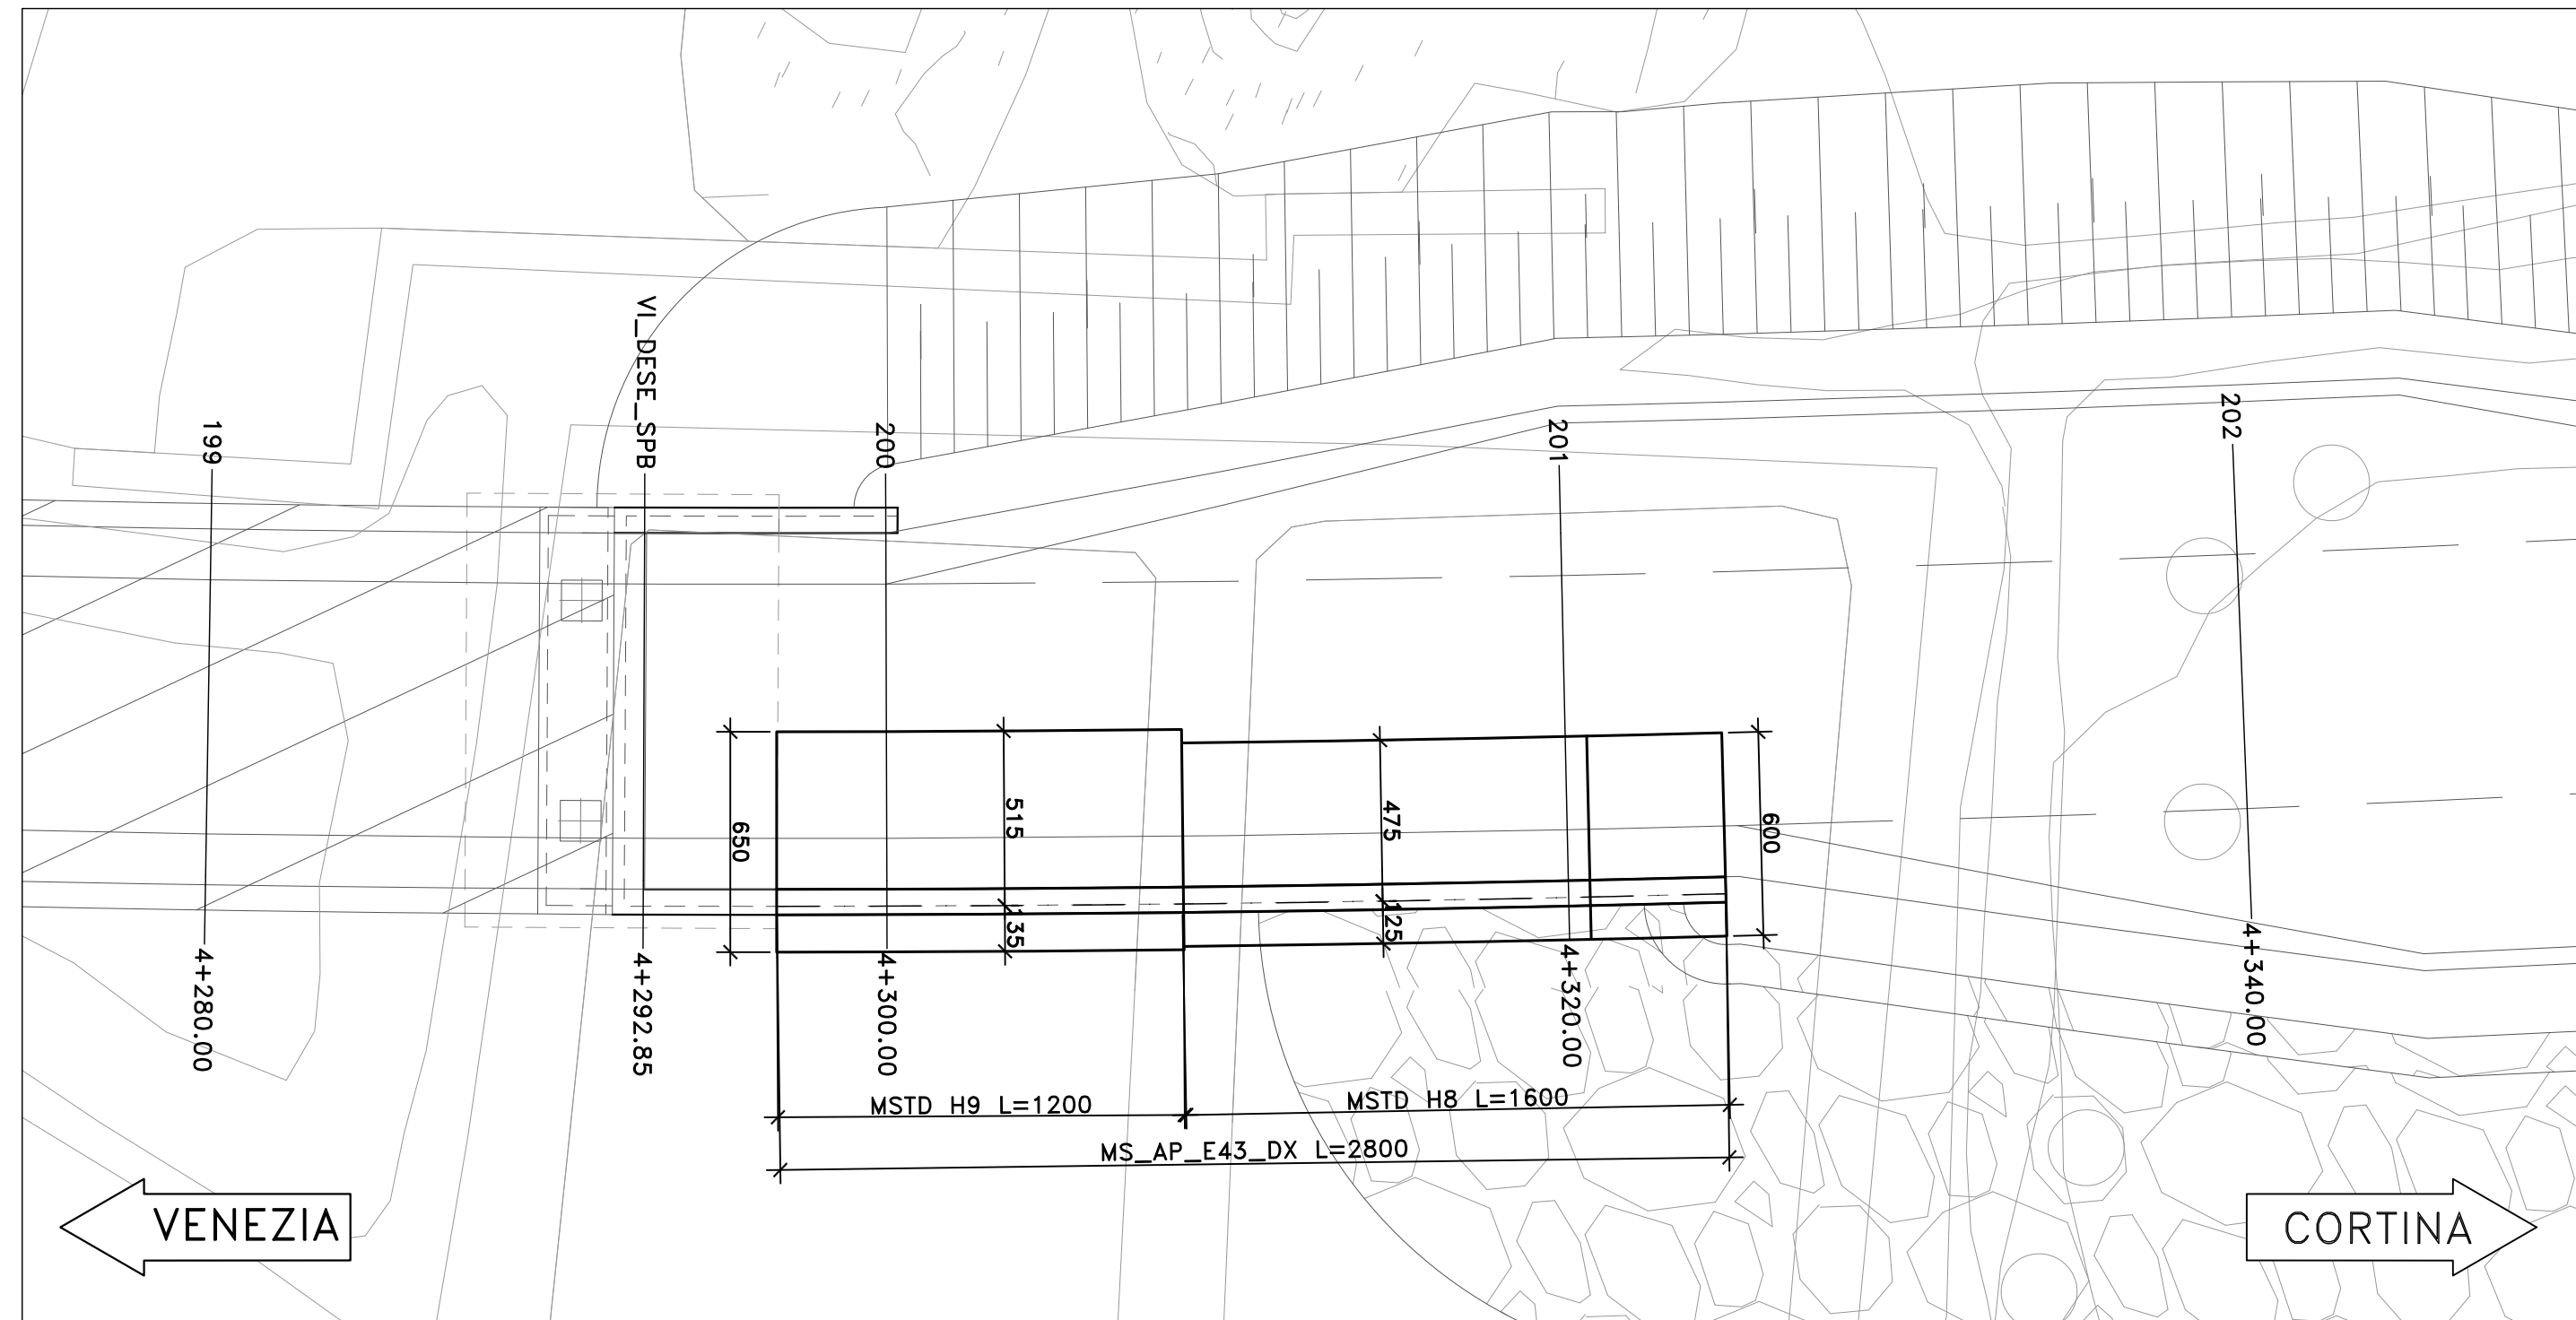 199
VI_DESE_SPB
200
201
202
650
515
135
475
125
600
4+280.00
4+292.85
4+300.00
4+320.00
4+340.00
MSTD H9 L=1200
MSTD H8 L=1600
MS_AP_E43_DX L=2800
VENEZIA
CORTINA